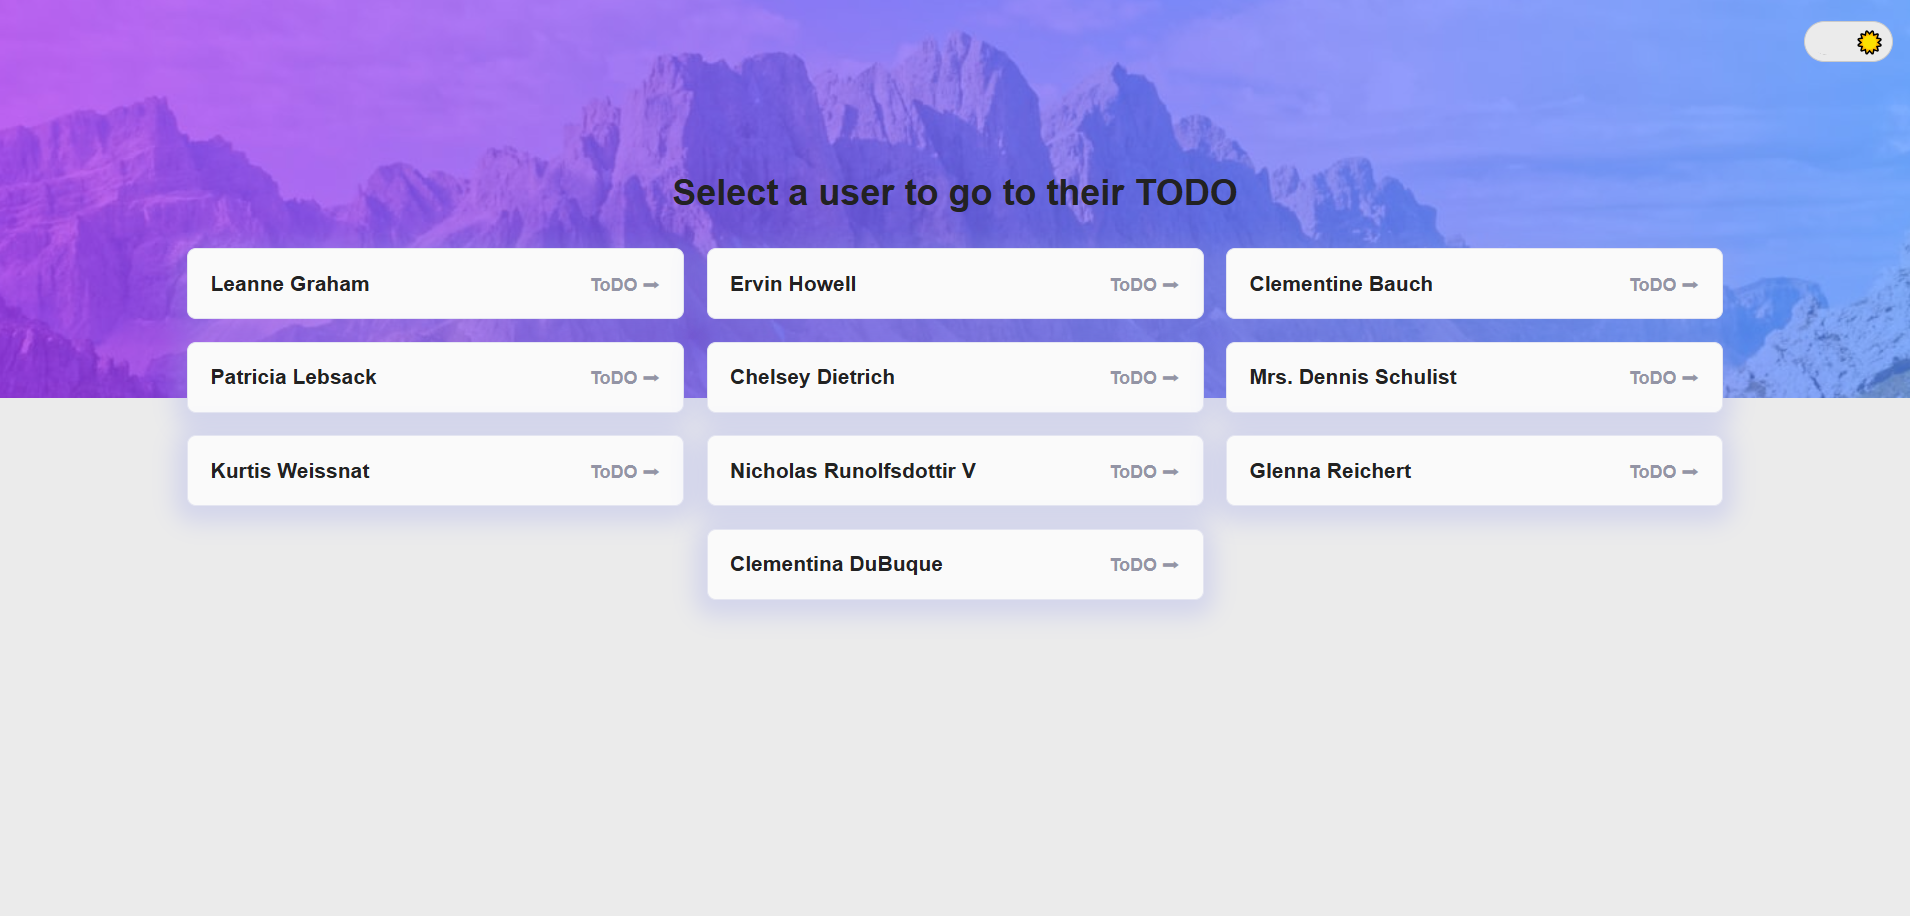 Select a user to go to their TODO
Leanne Graham ToDO ➞
Ervin Howell ToDO ➞
Clementine Bauch ToDO ➞
Patricia Lebsack ToDO ➞
Chelsey Dietrich ToDO ➞
Mrs. Dennis Schulist ToDO ➞
Kurtis Weissnat ToDO ➞
Nicholas Runolfsdottir V ToDO ➞
Glenna Reichert ToDO ➞
Clementina DuBuque ToDO ➞